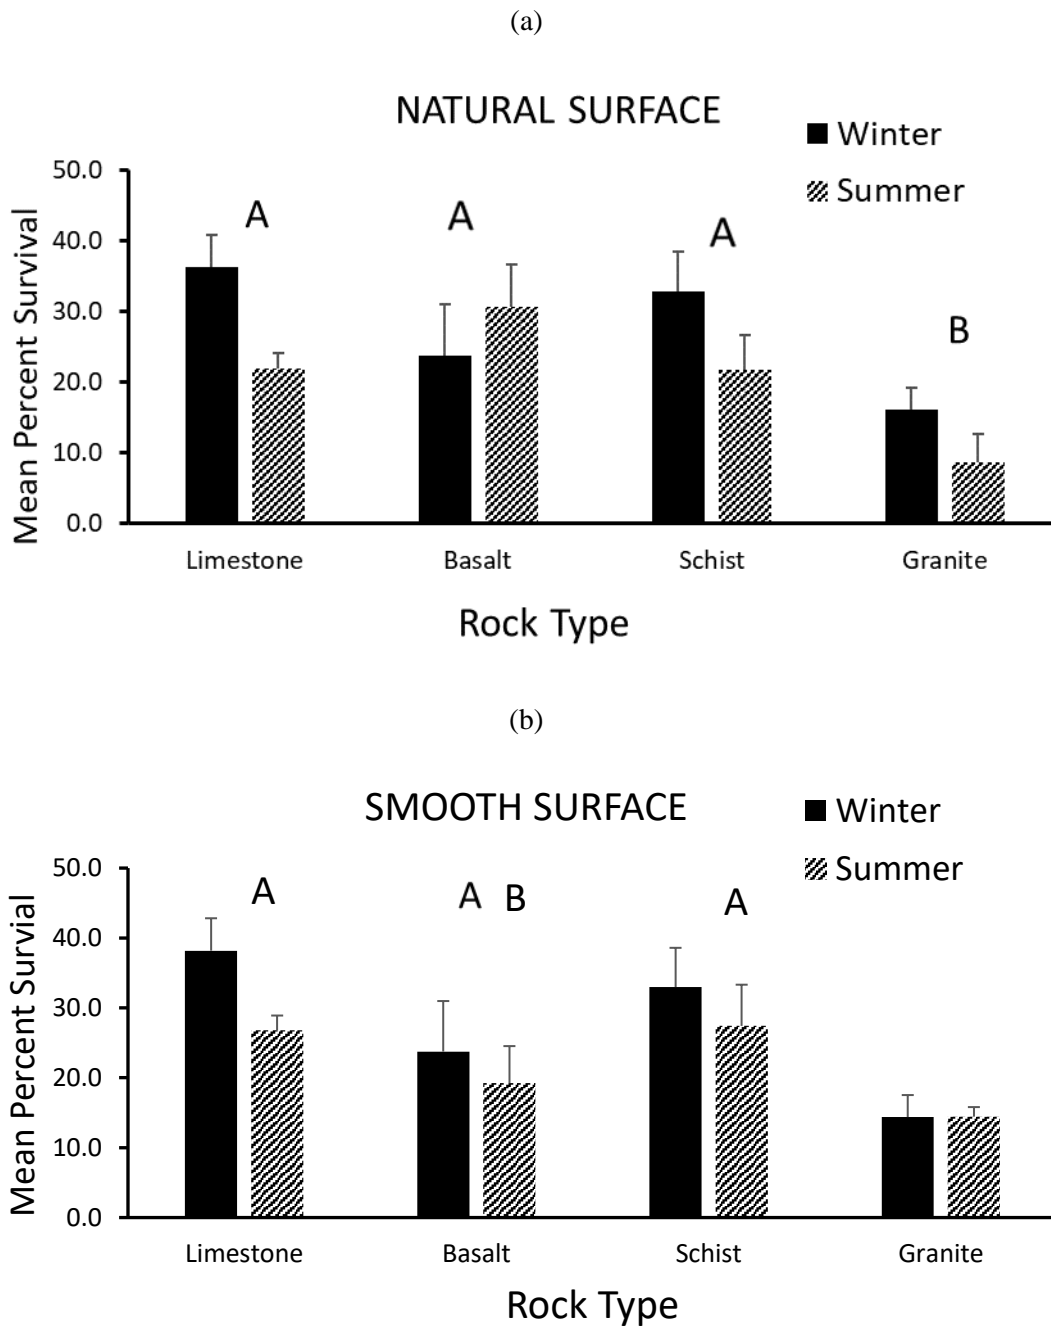 (a)
NATURAL SURFACE
Winter
Summer
Mean Percent Survival
50.0
40.0
30.0
20.0
10.0
0.0
A
A
A
B
Limestone Basalt Schist Granite
Rock Type
(b)
SMOOTH SURFACE
Winter
Summer
Mean Percent Survial
50.0
40.0
30.0
20.0
10.0
0.0
A
A B
A
Limestone Basalt Schist Granite
Rock Type